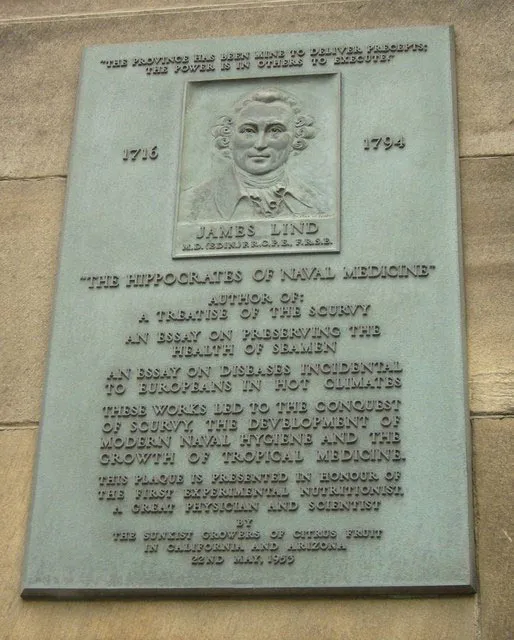 "THE PROVINCE HAS BEEN MINE TO DELIVER PRECEPTS:
THE POWER IS IN OTHERS TO EXECUTE."
1716
1794
JAMES LIND
M.D. (EDIN.) F.R.C.P.E., F.R.S.E.
"THE HIPPOCRATES OF NAVAL MEDICINE"
AUTHOR OF:
A TREATISE OF THE SCURVY
AN ESSAY ON PRESERVING THE
HEALTH OF SEAMEN
AN ESSAY ON DISEASES INCIDENTAL
TO EUROPEANS IN HOT CLIMATES
THESE WORKS LED TO THE CONQUEST
OF SCURVY, THE DEVELOPMENT OF
MODERN NAVAL HYGIENE AND THE
GROWTH OF TROPICAL MEDICINE.
THIS PLAQUE IS PRESENTED IN HONOUR OF
THE FIRST EXPERIMENTAL NUTRITIONIST,
A GREAT PHYSICIAN AND SCIENTIST
BY
THE SUNKIST GROWERS OF CITRUS FRUIT
IN CALIFORNIA AND ARIZONA
22ND MAY, 1953